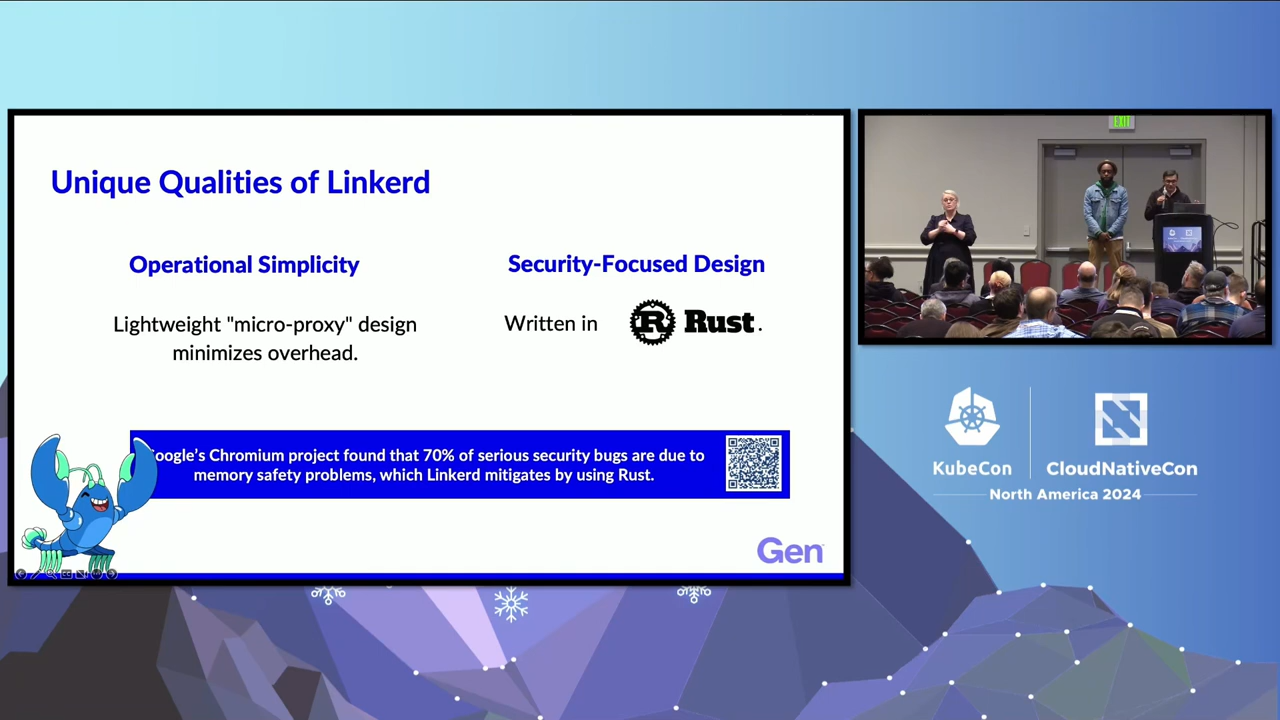 Unique Qualities of Linkerd
Operational Simplicity
Lightweight "micro-proxy" design
minimizes overhead.
Security-Focused Design
Written in R Rust.
oogle's Chromium project found that 70% of serious security bugs are due to
memory safety problems, which Linkerd mitigates by using Rust.
Gen
EXIT
KubeCon
CloudNativeCon
North America 2024